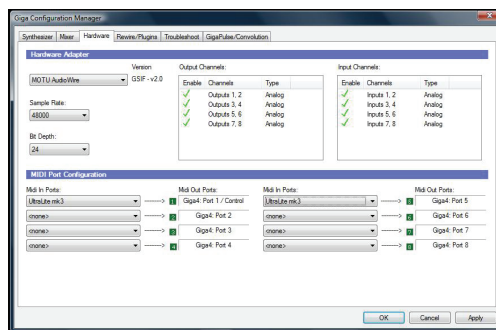 Giga Configuration Manager
Synthesizer Mixer Hardware Rewire/Plugins Troubleshoot GigaPulse/Convolution
Hardware Adapter
Version Output Channels: Input Channels:
MOTU AudioWire GSIF - v2.0 Enable Channels Type Enable Channels Type
Outputs 1, 2 Analog Inputs 1, 2 Analog
Sample Rate: Outputs 3, 4 Analog Inputs 3, 4 Analog
48000 Outputs 5, 6 Analog Inputs 5, 6 Analog
Outputs 7, 8 Analog Inputs 7, 8 Analog
Bit Depth:
24
MIDI Port Configuration
Midi In Ports: Midi Out Ports: Midi In Ports: Midi Out Ports:
UltraLite mk3 -----> 1 Giga4: Port 1 / Control UltraLite mk3 -----> 5 Giga4: Port 5
<none> -----> 2 Giga4: Port 2 <none> -----> 6 Giga4: Port 6
<none> -----> 3 Giga4: Port 3 <none> -----> 7 Giga4: Port 7
<none> -----> 4 Giga4: Port 4 <none> -----> 8 Giga4: Port 8
OK Cancel Apply